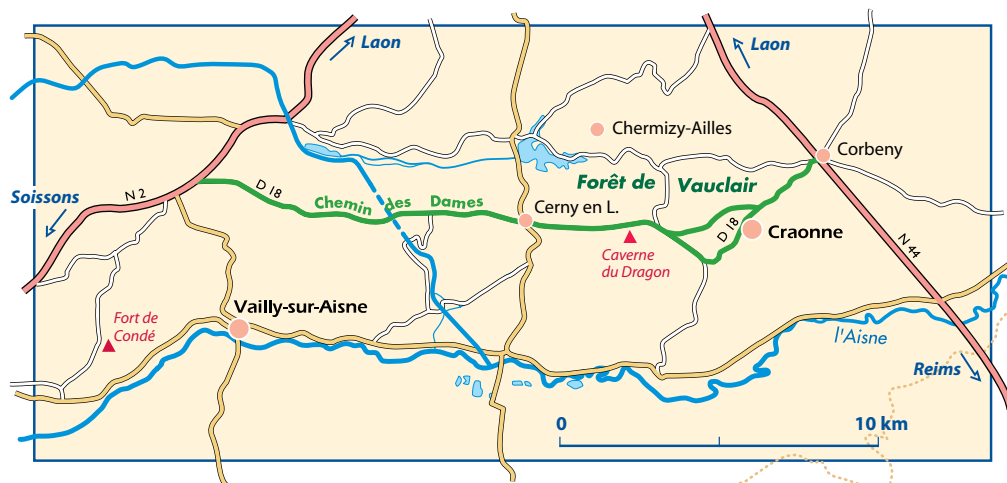 Laon
Laon
Chermizy-Ailles
Corbeny
Soissons
N 2
D 18
Chemin des Dames
Forêt de Vauclair
Cerny en L.
D 18
Craonne
Caverne
du Dragon
N 44
Vailly-sur-Aisne
Fort de
Condé
l'Aisne
Reims
0 10 km